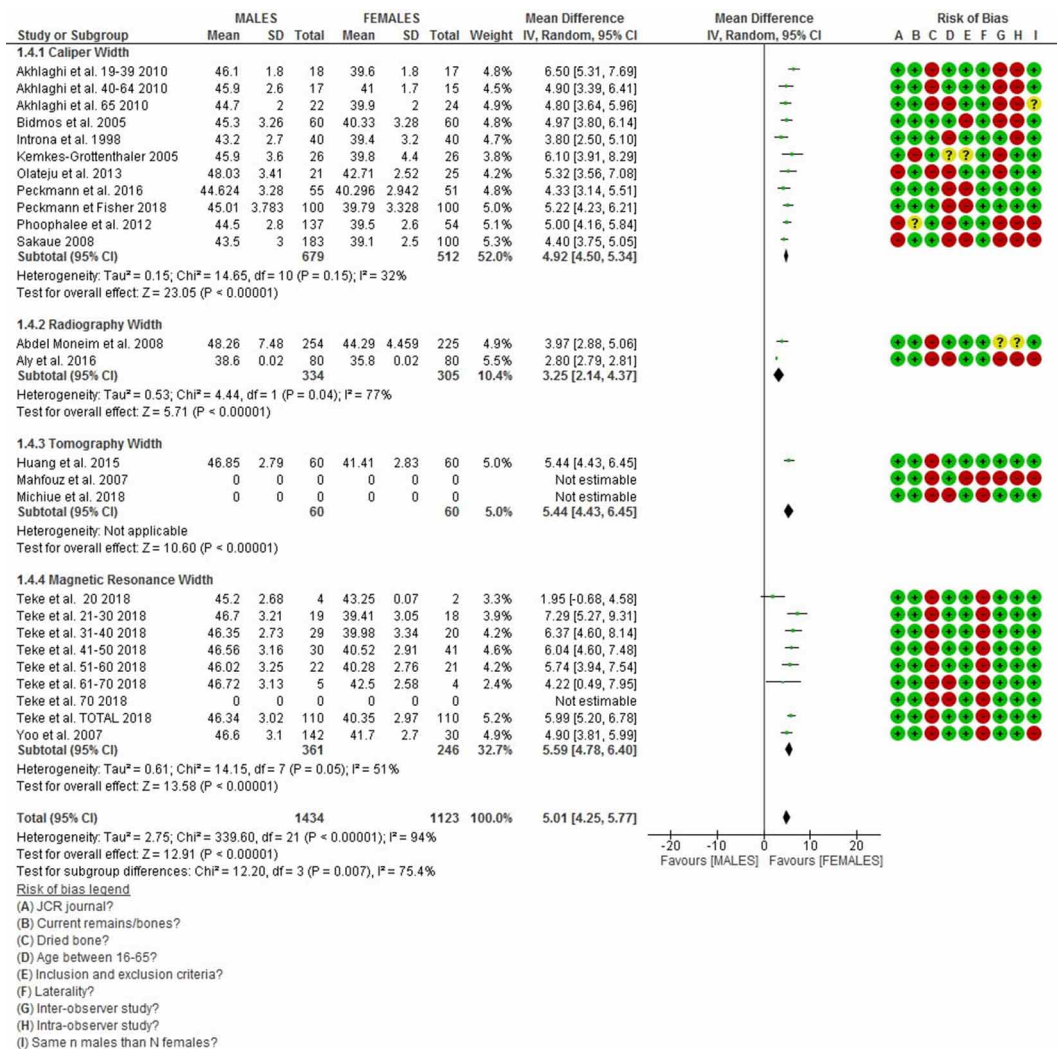 MALES FEMALES Mean Difference Mean Difference Risk of Bias
Study or Subgroup Mean SD Total Mean SD Total Weight IV, Random, 95% CI IV, Random, 95% CI A B C D E F G H I
1.4.1 Caliper Width
Akhlaghi et al. 19-39 2010 46.1 1.8 18 39.6 1.8 17 4.8% 6.50 [5.31, 7.69]
Akhlaghi et al. 40-64 2010 45.9 2.6 17 41 1.7 15 4.5% 4.90 [3.39, 6.41]
Akhlaghi et al. 65 2010 44.7 2 22 39.9 2 24 4.8% 4.80 [3.64, 5.96] ?
Bidmos et al. 2005 45.3 3.26 60 40.33 3.28 60 4.8% 4.97 [3.80, 6.14]
Introna et al. 1998 43.2 2.7 40 39.4 3.2 40 4.7% 3.80 [2.50, 5.10]
Kemkes-Grottenthaler 2005 45.9 3.6 26 39.8 4.4 26 3.8% 6.10 [3.91, 8.29] ? ?
Olateju et al. 2013 48.03 3.41 21 42.71 2.52 25 4.2% 5.32 [3.56, 7.08]
Peckmann et al. 2016 44.624 3.28 55 40.296 2.942 51 4.8% 4.33 [3.14, 5.51]
Peckmann et Fisher 2018 45.01 3.783 100 39.79 3.328 100 5.0% 5.22 [4.23, 6.21]
Phoophalee et al. 2012 44.5 2.8 137 39.5 2.6 54 5.1% 5.00 [4.16, 5.84] ?
Sakaue 2008 43.5 3 183 39.1 2.5 100 5.3% 4.40 [3.75, 5.05]
Subtotal (95% CI) 679 512 52.0% 4.92 [4.50, 5.34]
Heterogeneity: Tau² = 0.15; Chi² = 14.65, df = 10 (P = 0.15); I² = 32%
Test for overall effect: Z = 23.05 (P < 0.00001)
1.4.2 Radiography Width
Abdel Moneim et al. 2008 48.26 7.48 254 44.29 4.459 225 4.9% 3.97 [2.88, 5.06] ? ?
Aly et al. 2016 38.6 0.02 80 35.8 0.02 80 5.5% 2.80 [2.79, 2.81]
Subtotal (95% CI) 334 305 10.4% 3.25 [2.14, 4.37]
Heterogeneity: Tau² = 0.53; Chi² = 4.44, df = 1 (P = 0.04); I² = 77%
Test for overall effect: Z = 5.71 (P < 0.00001)
1.4.3 Tomography Width
Huang et al. 2015 46.85 2.79 60 41.41 2.83 60 5.0% 5.44 [4.43, 6.45]
Mahfouz et al. 2007 0 0 0 0 0 0 Not estimable
Michiue et al. 2018 0 0 0 0 0 0 Not estimable
Subtotal (95% CI) 60 60 5.0% 5.44 [4.43, 6.45]
Heterogeneity: Not applicable
Test for overall effect: Z = 10.60 (P < 0.00001)
1.4.4 Magnetic Resonance Width
Teke et al. 20 2018 45.2 2.68 4 43.25 0.07 2 3.3% 1.95 [-0.68, 4.58]
Teke et al. 21-30 2018 46.7 3.21 19 39.41 3.05 18 3.9% 7.29 [5.27, 9.31]
Teke et al. 31-40 2018 46.35 2.73 29 39.98 3.34 20 4.2% 6.37 [4.60, 8.14]
Teke et al. 41-50 2018 46.56 3.16 30 40.52 2.91 41 4.6% 6.04 [4.60, 7.48]
Teke et al. 51-60 2018 46.02 3.25 22 40.28 2.76 21 4.2% 5.74 [3.94, 7.54]
Teke et al. 61-70 2018 46.72 3.13 5 42.5 2.58 4 2.4% 4.22 [0.49, 7.95]
Teke et al. 70 2018 0 0 0 0 0 0 Not estimable
Teke et al. TOTAL 2018 46.34 3.02 110 40.35 2.97 110 5.2% 5.99 [5.20, 6.78]
Yoo et al. 2007 46.6 3.1 142 41.7 2.7 30 4.9% 4.90 [3.81, 5.99]
Subtotal (95% CI) 361 246 32.7% 5.59 [4.78, 6.40]
Heterogeneity: Tau² = 0.61; Chi² = 14.15, df = 7 (P = 0.05); I² = 51%
Test for overall effect: Z = 13.58 (P < 0.00001)
Total (95% CI) 1434 1123 100.0% 5.01 [4.25, 5.77]
Heterogeneity: Tau² = 2.75; Chi² = 339.60, df = 21 (P < 0.00001); I² = 94%
Test for overall effect: Z = 12.91 (P < 0.00001)
Test for subgroup differences: Chi² = 12.20, df = 3 (P = 0.007), I² = 75.4%
-20 -10 0 10 20
Favours [MALES] Favours [FEMALES]
Risk of bias legend
(A) JCR journal?
(B) Current remains/bones?
(C) Dried bone?
(D) Age between 16-65?
(E) Inclusion and exclusion criteria?
(F) Laterality?
(G) Inter-observer study?
(H) Intra-observer study?
(I) Same n males than N females?